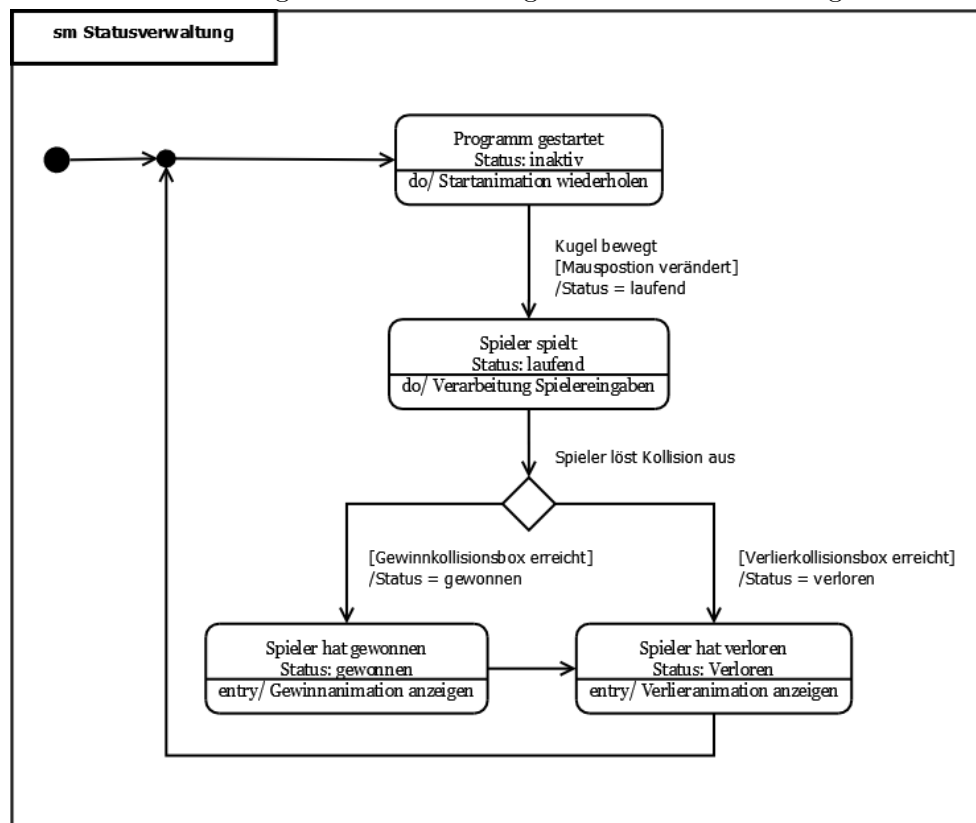 sm Statusverwaltung
Programm gestartet
Status: inaktiv
do/ Startanimation wiederholen
Kugel bewegt
[Mauspostion verändert]
/Status = laufend
Spieler spielt
Status: laufend
do/ Verarbeitung Spielereingaben
Spieler löst Kollision aus
[Gewinnkollisionsbox erreicht]
/Status = gewonnen
[Verlierkollisionsbox erreicht]
/Status = verloren
Spieler hat gewonnen
Status: gewonnen
entry/ Gewinnanimation anzeigen
Spieler hat verloren
Status: Verloren
entry/ Verlieranimation anzeigen